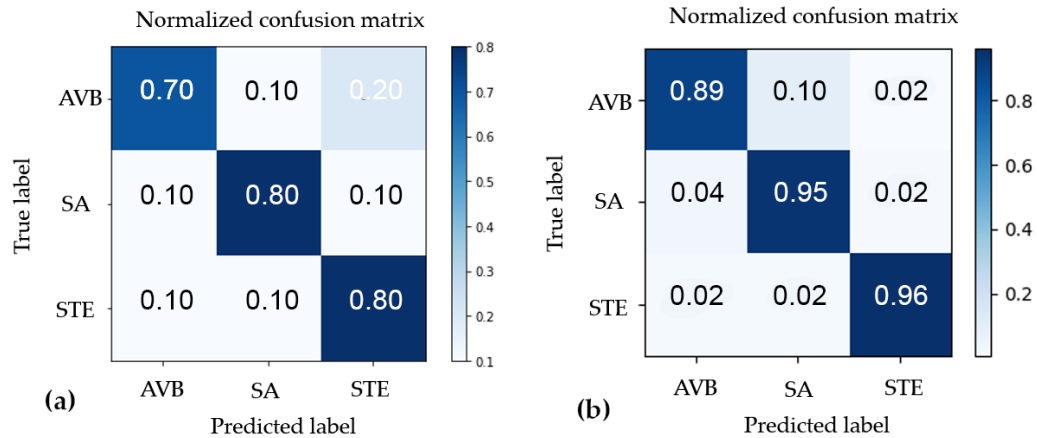 Normalized confusion matrix
AVB 0.70 0.10 0.20
SA 0.10 0.80 0.10
STE 0.10 0.10 0.80
AVB SA STE
True label
Predicted label
0.8
0.7
0.6
0.5
0.4
0.3
0.2
0.1
(a)
Normalized confusion matrix
AVB 0.89 0.10 0.02
SA 0.04 0.95 0.02
STE 0.02 0.02 0.96
AVB SA STE
True label
Predicted label
0.8
0.6
0.4
0.2
(b)